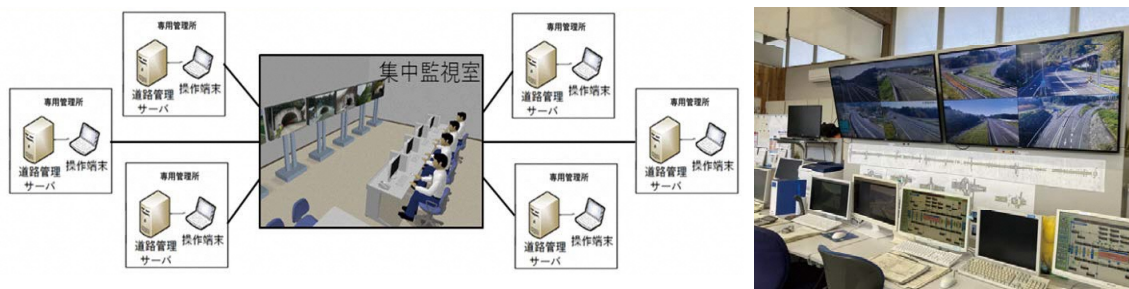 専用管理所
道路管理
サーバ
操作端末
専用管理所
道路管理
サーバ
操作端末
専用管理所
道路管理
サーバ
操作端末
集中監視室
専用管理所
道路管理
サーバ
操作端末
専用管理所
道路管理
サーバ
操作端末
専用管理所
道路管理
サーバ
操作端末